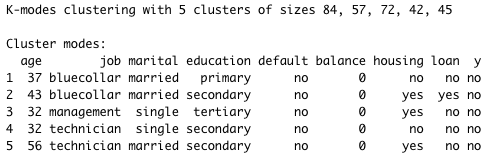 K-modes clustering with 5 clusters of sizes 84, 57, 72, 42, 45
Cluster modes:
age job marital education default balance housing loan y
1 37 bluecollar married primary no 0 no no no
2 43 bluecollar married secondary no 0 yes yes no
3 32 management single tertiary no 0 yes no no
4 32 technician single secondary no 0 no no no
5 56 technician married secondary no 0 yes no no